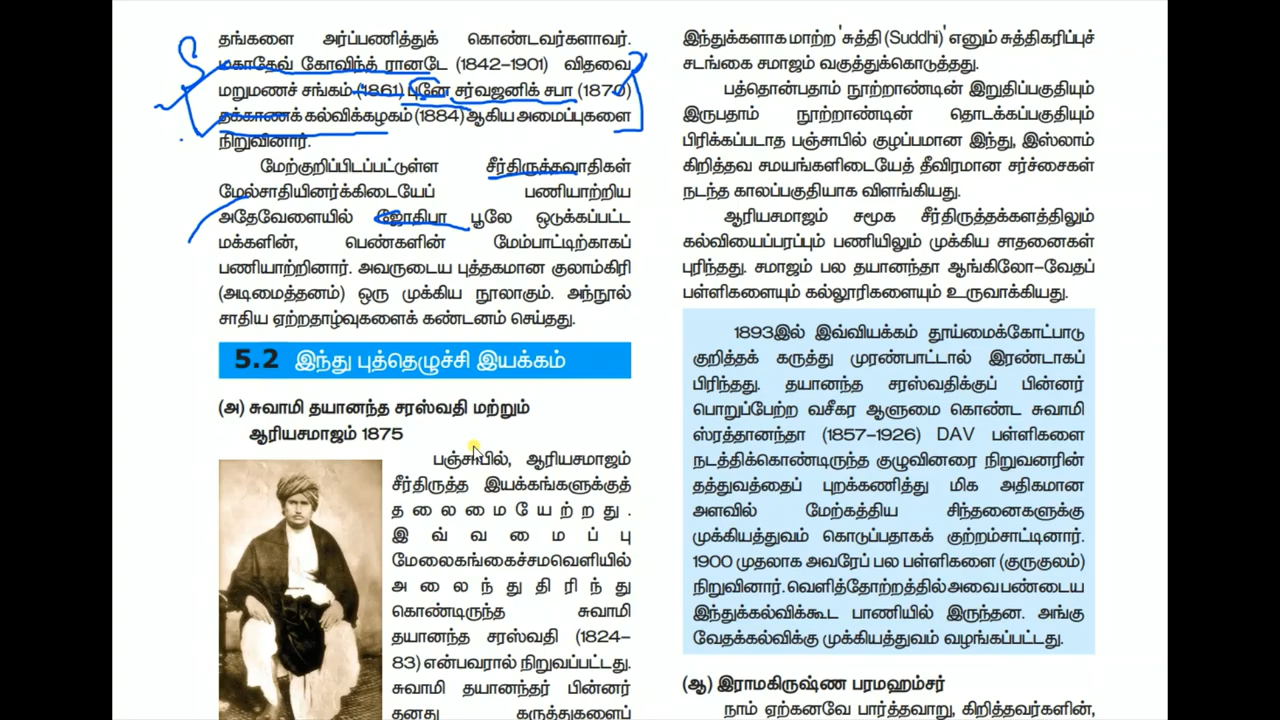 தங்களை அர்ப்பணித்துக் கொண்டவர்களாவர்.
மகாதேவ் கோவிந்த் ரானடே (1842–1901) விதவை
மறுமணச் சங்கம் (1861) புனே சர்வஜனிக் சபா (1870)
தக்காணக் கல்விக்கழகம் (1884) ஆகிய அமைப்புகளை
நிறுவினார்.
மேற்குறிப்பிடப்பட்டுள்ள சீர்திருத்தவாதிகள்
மேல்சாதியினர்க்கிடையேப் பணியாற்றிய
அதேவேளையில் ஜோதிபா பூலே ஒடுக்கப்பட்ட
மக்களின், பெண்களின் மேம்பாட்டிற்காகப்
பணியாற்றினார். அவருடைய புத்தகமான குலாம்கிரி
(அடிமைத்தனம்) ஒரு முக்கிய நூலாகும். அந்நூல்
சாதிய ஏற்றதாழ்வுகளைக் கண்டனம் செய்தது.
5.2 இந்து புத்தெழுச்சி இயக்கம்
(அ) சுவாமி தயானந்த சரஸ்வதி மற்றும்
ஆரியசமாஜம் 1875
பஞ்சாபில், ஆரியசமாஜம்
சீர்திருத்த இயக்கங்களுக்குத்
தலைமையேற்றது.
இவ்வமைப்பு
மேலைகங்கைச்சமவெளியில்
அலைந்துதிரிந்து
கொண்டிருந்த சுவாமி
தயானந்த சரஸ்வதி (1824–
83) என்பவரால் நிறுவப்பட்டது.
சுவாமி தயானந்தர் பின்னர்
தனது கருத்துகளைப்
இந்துக்களாக மாற்ற 'சுத்தி (Suddhi)' எனும் சுத்திகரிப்புச்
சடங்கை சமாஜம் வகுத்துக்கொடுத்தது.
பத்தொன்பதாம் நூற்றாண்டின் இறுதிப்பகுதியும்
இருபதாம் நூற்றாண்டின் தொடக்கப்பகுதியும்
பிரிக்கப்படாத பஞ்சாபில் குழப்பமான இந்து, இஸ்லாம்
கிறித்தவ சமயங்களிடையேத் தீவிரமான சர்ச்சைகள்
நடந்த காலப்பகுதியாக விளங்கியது.
ஆரியசமாஜம் சமூக சீர்திருத்தக்களத்திலும்
கல்வியைப்பரப்பும் பணியிலும் முக்கிய சாதனைகள்
புரிந்தது. சமாஜம் பல தயானந்தா ஆங்கிலோ–வேதப்
பள்ளிகளையும் கல்லூரிகளையும் உருவாக்கியது.
1893இல் இவ்வியக்கம் தூய்மைக்கோட்பாடு
குறித்தக் கருத்து முரண்பாட்டால் இரண்டாகப்
பிரிந்தது. தயானந்த சரஸ்வதிக்குப் பின்னர்
பொறுப்பேற்ற வசீகர ஆளுமை கொண்ட சுவாமி
ஸ்ரத்தானந்தா (1857–1926) DAV பள்ளிகளை
நடத்திக்கொண்டிருந்த குழுவினரை நிறுவனரின்
தத்துவத்தைப் புறக்கணித்து மிக அதிகமான
அளவில் மேற்கத்திய சிந்தனைகளுக்கு
முக்கியத்துவம் கொடுப்பதாகக் குற்றம்சாட்டினார்.
1900 முதலாக அவரேப் பல பள்ளிகளை (குருகுலம்)
நிறுவினார். வெளித்தோற்றத்தில் அவை பண்டைய
இந்துக்கல்விக்கூட பாணியில் இருந்தன. அங்கு
வேதக்கல்விக்கு முக்கியத்துவம் வழங்கப்பட்டது.
(ஆ) இராமகிருஷ்ண பரமஹம்சர்
நாம் ஏற்கனவே பார்த்தவாறு, கிறித்தவர்களின்,